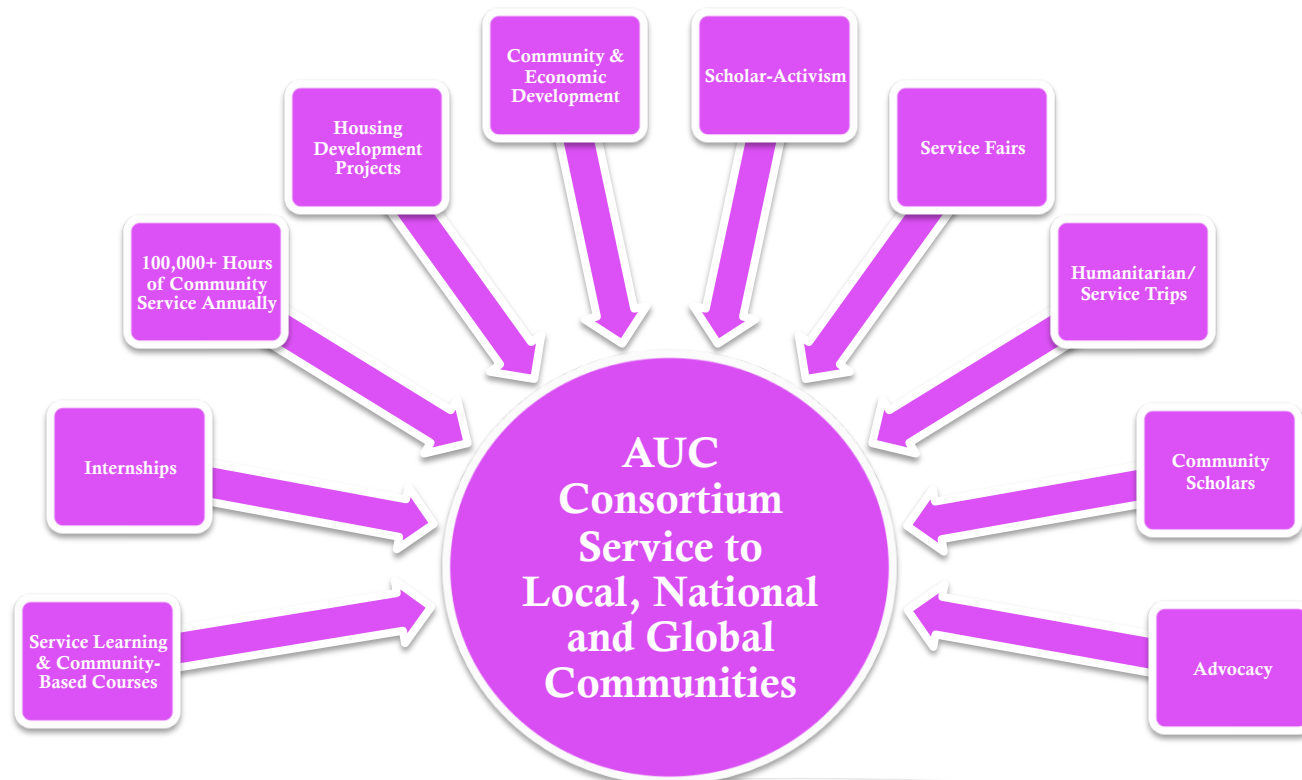 Community &
Economic
Development
Scholar-Activism
Housing
Development
Projects
Service Fairs
100,000+ Hours
of Community
Service Annually
Humanitarian/
Service Trips
Internships
Community
Scholars
Service Learning
& Community-
Based Courses
Advocacy
AUC
Consortium
Service to
Local, National
and Global
Communities